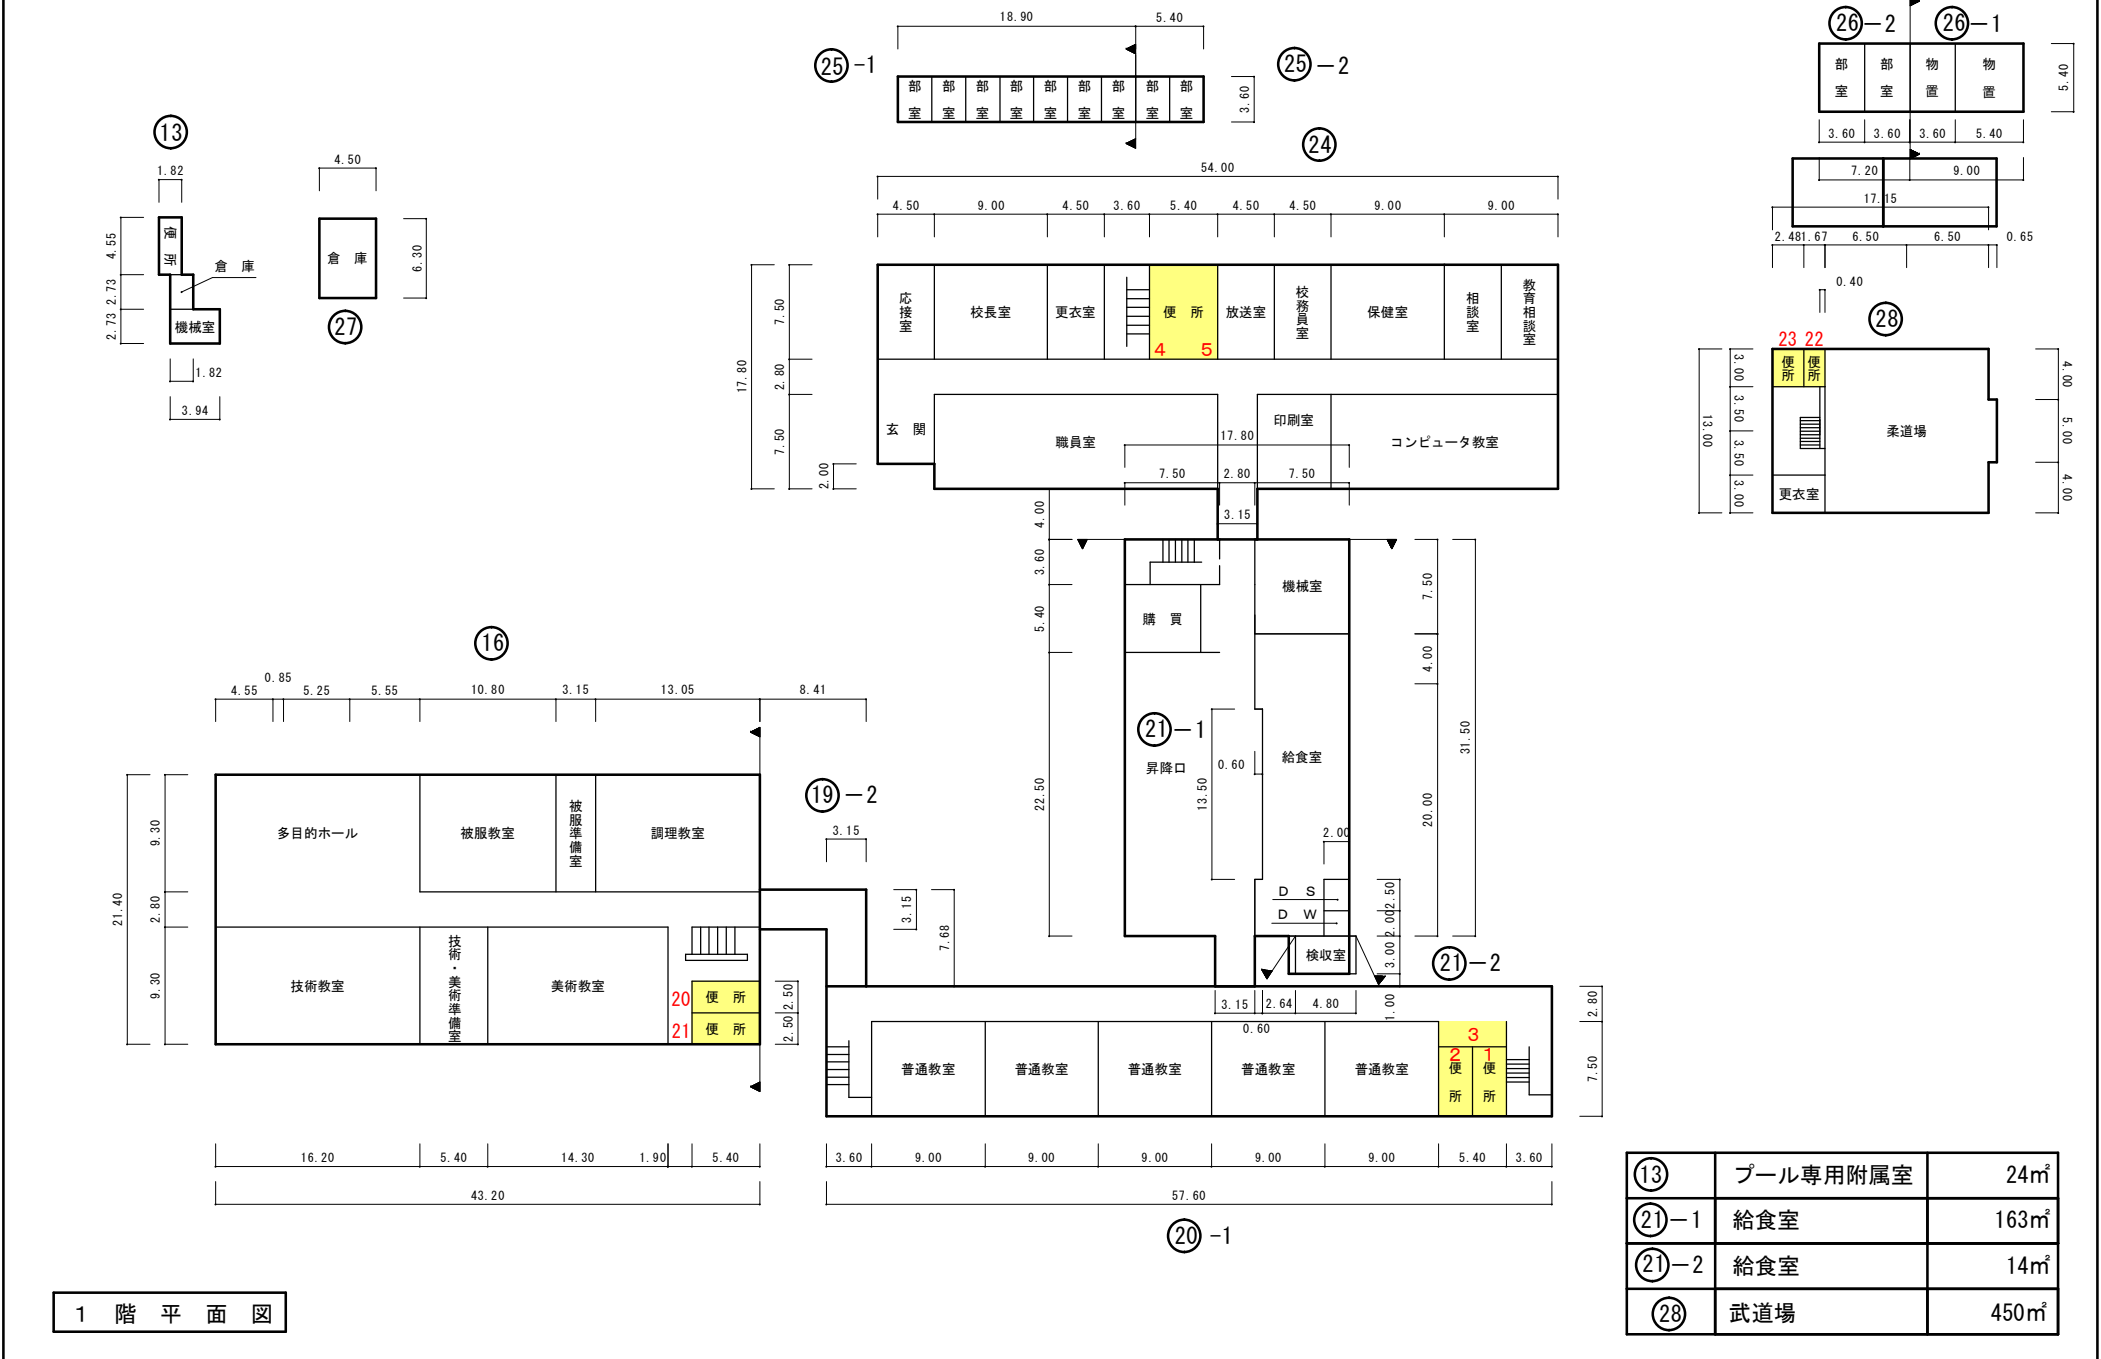 18.90 5.40
㉖−2 ㉖−1
㉕-1 ㉕−2
部室 部室 部室 部室 部室 部室 部室 部室 部室
3.60
部室 部室 物置 物置
5.40
3.60 3.60 3.60 5.40
7.20 9.00
⑬
1.82
4.55
2.73
2.73
便所
倉 庫
機械室
1.82
3.94
4.50
倉 庫
6.30
㉗
㉔
54.00
4.50 9.00 4.50 3.60 5.40 4.50 4.50 9.00 9.00
17.80
7.50
2.80
7.50
2.00
応接室 校長室 更衣室 便 所 放送室 校務員室 保健室 相談室 教育相談室
4 5
玄 関 職員室 印刷室 コンピュータ教室
17.80
7.50 2.80 7.50
3.15
17.15
2.48 1.67 6.50 6.50 0.65
0.40
㉘
23 22
便所 便所
柔道場
更衣室
13.00
3.00
3.50
3.50
3.00
4.00
5.00
4.00
4.00
3.60
5.40
22.50
機械室
購 買
㉑−1
昇降口
給食室
0.60
13.50
2.00
D S
D W
検収室
7.50
4.00
20.00
31.50
2.50
2.00
3.00
1.00
㉑−2
⑯
4.55 0.85 5.25 5.55 10.80 3.15 13.05 8.41
21.40
9.30
2.80
9.30
多目的ホール 被服教室 被服準備室 調理教室
技術教室 技術・美術準備室 美術教室
20 便 所 2.50
21 便 所 2.50
16.20 5.40 14.30 1.90 5.40
43.20
⑲−2
3.15
3.15
7.68
3.15 2.64 4.80
0.60
普通教室 普通教室 普通教室 普通教室 普通教室
3
2 1
便所 便所
2.80
7.50
3.60 9.00 9.00 9.00 9.00 9.00 5.40 3.60
57.60
⑳-1
⑬ プール専用附属室 24㎡
㉑−1 給食室 163㎡
㉑−2 給食室 14㎡
㉘ 武道場 450㎡
1 階 平 面 図